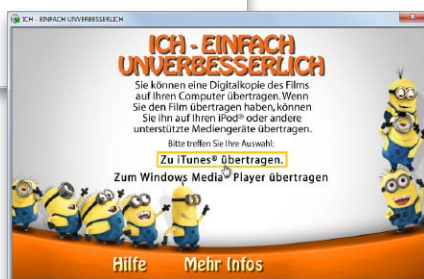 ICH - EINFACH UNVERBESSERLICH
ICH - EINFACH
UNVERBESSERLICH
Sie können eine Digitalkopie des Films
auf Ihren Computer übertragen. Wenn
Sie den Film übertragen haben, können
Sie ihn auf Ihren iPod® oder andere
unterstützte Mediengeräte übertragen.
Bitte treffen Sie Ihre Auswahl:
Zu iTunes® übertragen.
Zum Windows Media® Player übertragen
Hilfe Mehr Infos